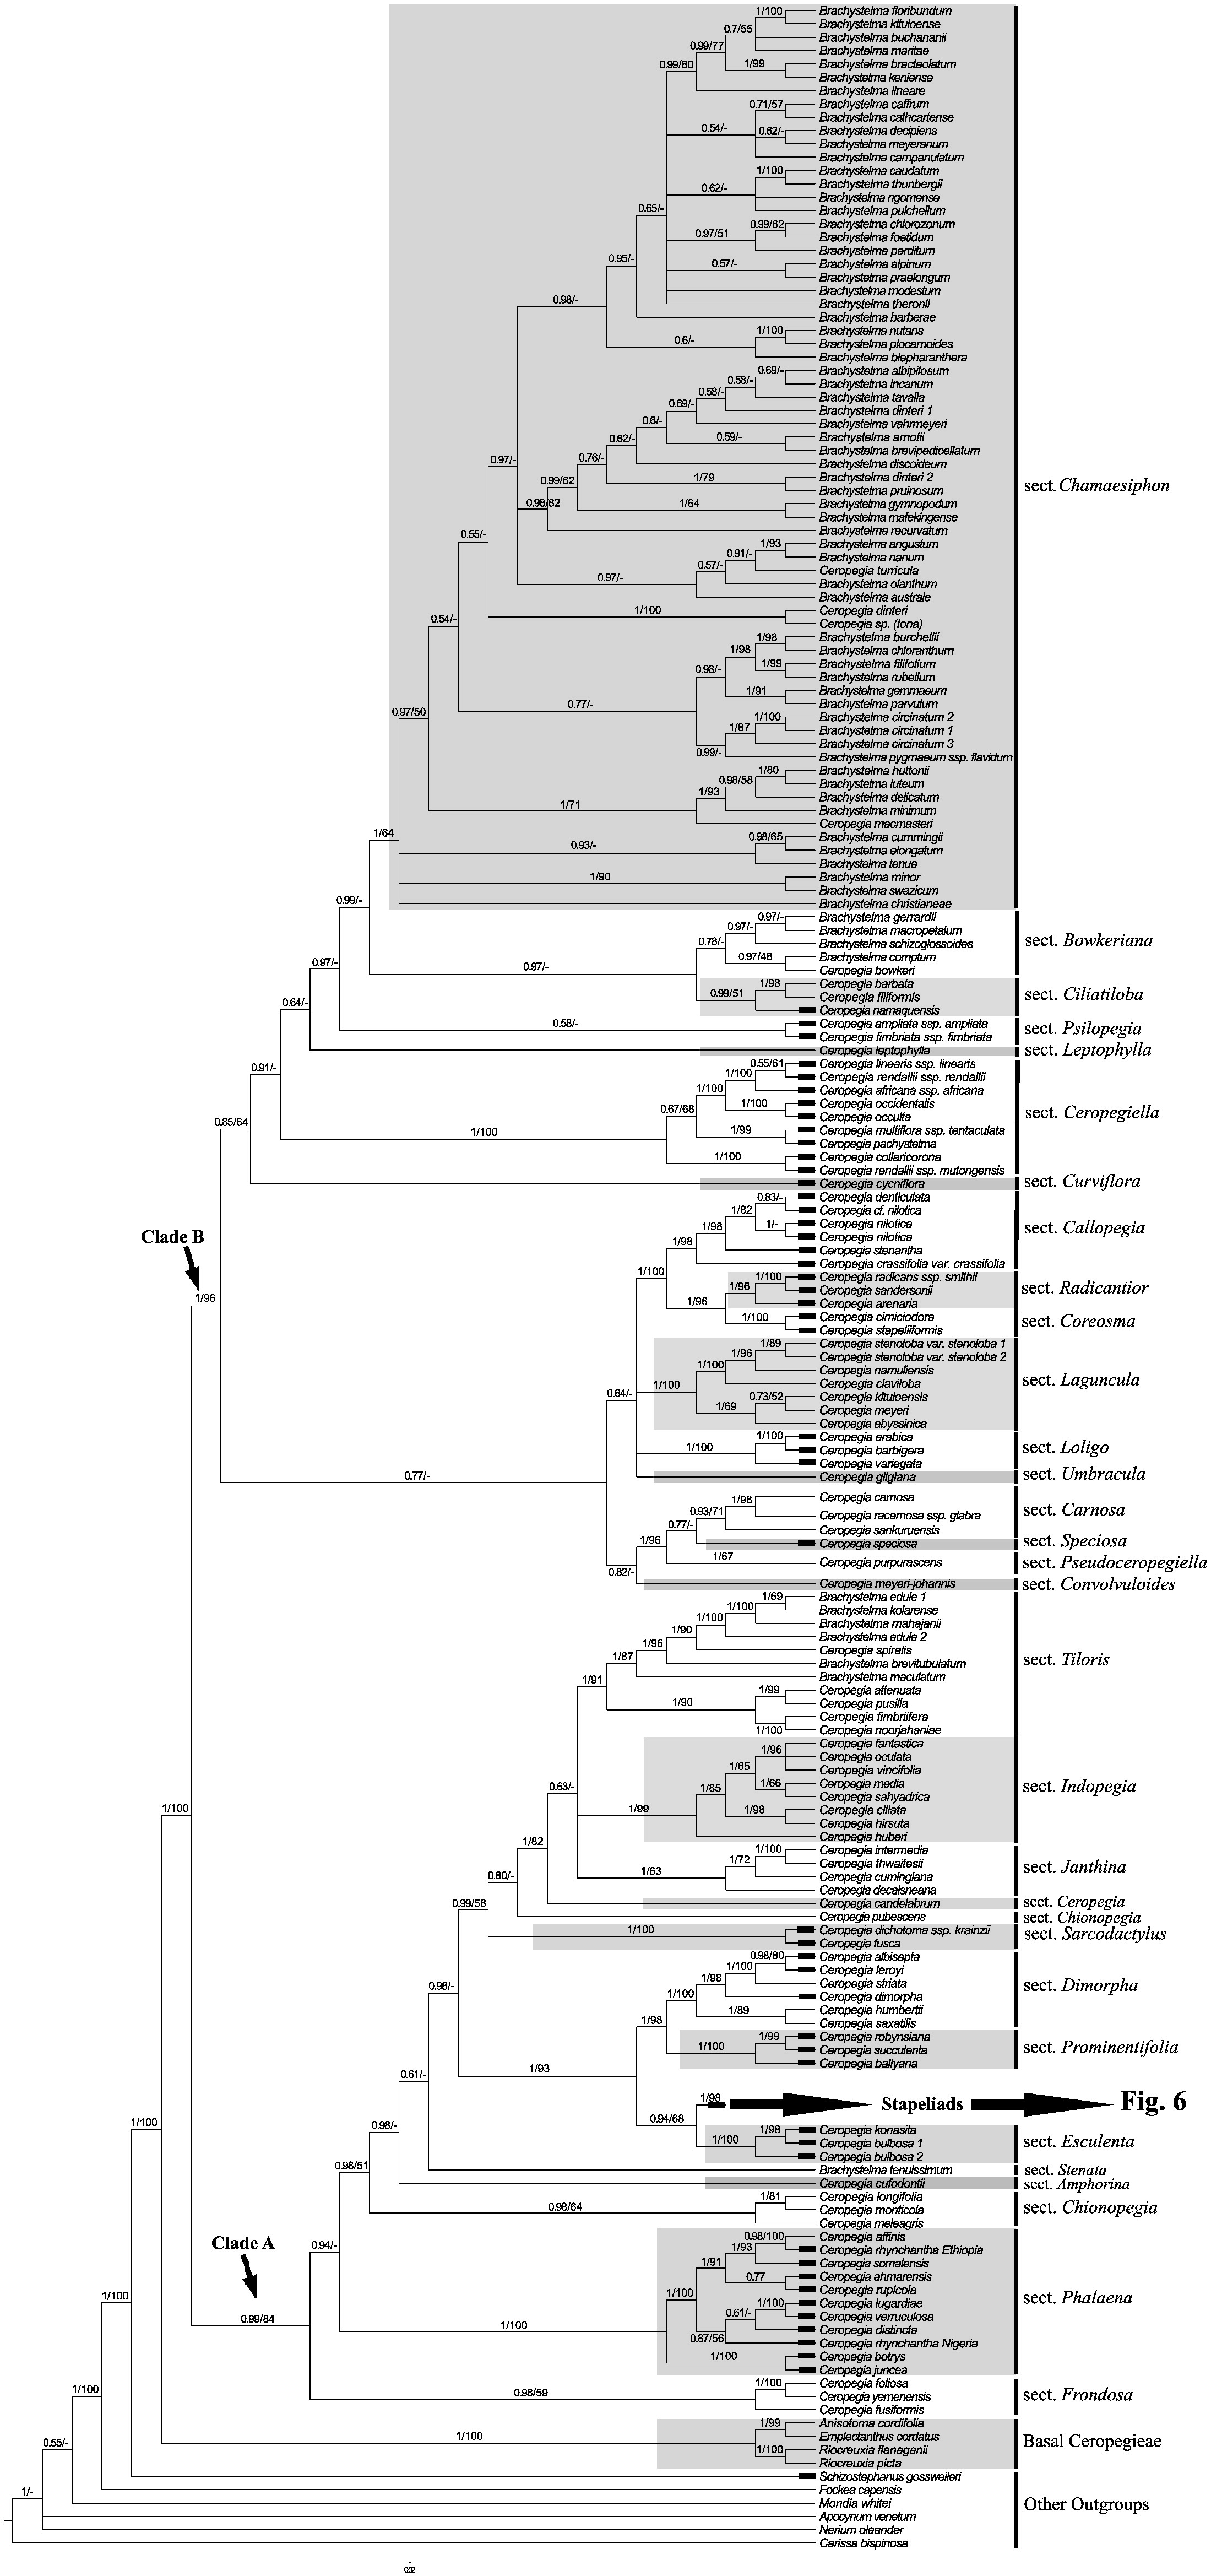 1/100 Brachystelma floribundum
Brachystelma kituloense
0.7/55 Brachystelma buchananii
0.99/77 Brachystelma maritae
0.99/80 1/99 Brachystelma bracteolatum
Brachystelma keniense
Brachystelma lineare
0.71/57 Brachystelma caffrum
Brachystelma cathcartense
0.54/- 0.62/- Brachystelma decipiens
Brachystelma meyeranum
Brachystelma campanulatum
1/100 Brachystelma caudatum
Brachystelma thunbergii
0.62/- Brachystelma ngomense
0.65/- Brachystelma pulchellum
0.99/62 Brachystelma chlorozonum
0.97/51 Brachystelma foetidum
Brachystelma perditum
0.95/- 0.57/- Brachystelma alpinum
Brachystelma praelongum
Brachystelma modestum
0.98/- Brachystelma theronii
Brachystelma barberae
1/100 Brachystelma nutans
0.6/- Brachystelma plocamoides
Brachystelma blepharanthera
0.69/- Brachystelma albipilosum
0.58/- Brachystelma incanum
0.58/- Brachystelma tavalla
0.69/- Brachystelma dinteri 1
0.6/- Brachystelma vahrmeyeri
0.62/- 0.59/- Brachystelma arnotii
Brachystelma brevipedicellatum
0.97/- 0.76/- Brachystelma discoideum
0.99/62 1/79 Brachystelma dinteri 2
Brachystelma pruinosum
sect. Chamaesiphon
0.98/82 1/64 Brachystelma gymnopodum
Brachystelma mafekingense
0.55/- Brachystelma recurvatum
1/93 Brachystelma angustum
0.91/- Brachystelma nanum
0.57/- Ceropegia turricula
0.97/- Brachystelma oianthum
Brachystelma australe
1/100 Ceropegia dinteri
0.54/- Ceropegia sp. (Iona)
1/98 Brachystelma burchellii
1/98 Brachystelma chloranthum
0.98/- 1/99 Brachystelma filifolium
Brachystelma rubellum
1/91 Brachystelma gemmaeum
0.77/- Brachystelma parvulum
0.97/50 1/100 Brachystelma circinatum 2
1/87 Brachystelma circinatum 1
Brachystelma circinatum 3
0.99/- Brachystelma pygmaeum ssp. flavidum
1/80 Brachystelma huttonii
0.98/58 Brachystelma luteum
1/93 Brachystelma delicatum
1/71 Brachystelma minimum
Ceropegia macmasteri
1/64 0.98/65 Brachystelma cummingii
0.93/- Brachystelma elongatum
Brachystelma tenue
1/90 Brachystelma minor
Brachystelma swazicum
0.99/- Brachystelma christianeae
0.97/- Brachystelma gerrardii
0.97/- Brachystelma macropetalum
0.78/- Brachystelma schizoglossoides
sect. Bowkeriana
0.97/- 0.97/48 Brachystelma comptum
0.97/- Ceropegia bowkeri
1/98 Ceropegia barbata
0.99/51 Ceropegia filiformis
sect. Ciliatiloba
0.64/- Ceropegia namaquensis
0.58/- Ceropegia ampliata ssp. ampliata
sect. Psilopegia
Ceropegia fimbriata ssp. fimbriata
Ceropegia leptophylla
sect. Leptophylla
0.91/- 0.55/61 Ceropegia linearis ssp. linearis
1/100 Ceropegia rendallii ssp. rendallii
1/100 Ceropegia africana ssp. africana
0.67/68 1/100 Ceropegia occidentalis
sect. Ceropegiella
0.85/64 Ceropegia occulta
1/100 1/99 Ceropegia multiflora ssp. tentaculata
Ceropegia pachystelma
1/100 Ceropegia collaricorona
Ceropegia rendallii ssp. mutongensis
Ceropegia cycniflora
sect. Curviflora
0.83/- Ceropegia denticulata
1/82 Ceropegia cf. nilotica
1/98 1/- Ceropegia nilotica
sect. Callopegia
Clade B
1/98 Ceropegia nilotica
Ceropegia stenantha
Ceropegia crassifolia var. crassifolia
1/100 1/100 Ceropegia radicans ssp. smithii
1/96 Ceropegia sandersonii
sect. Radicantior
1/96 1/96 Ceropegia arenaria
1/100 Ceropegia cimiciodora
sect. Coreosma
Ceropegia stapeliiformis
1/89 Ceropegia stenoloba var. stenoloba 1
1/96 Ceropegia stenoloba var. stenoloba 2
1/100 Ceropegia namuliensis
sect. Laguncula
1/100 Ceropegia claviloba
0.64/- 0.73/52 Ceropegia kituloensis
1/69 Ceropegia meyeri
Ceropegia abyssinica
1/100 Ceropegia arabica
1/100 Ceropegia barbigera
sect. Loligo
Ceropegia variegata
0.77/- Ceropegia gilgiana
sect. Umbracula
1/98 Ceropegia carnosa
0.93/71 Ceropegia racemosa ssp. glabra
sect. Carnosa
0.77/- Ceropegia sankuruensis
1/96 Ceropegia speciosa
sect. Speciosa
1/67 Ceropegia purpurascens
sect. Pseudoceropegiella
0.82/- Ceropegia meyeri-johannis
sect. Convolvuloides
1/69 Brachystelma edule 1
1/100 Brachystelma kolarense
1/100 Brachystelma mahajanii
1/90 Brachystelma edule 2
1/96 Ceropegia spiralis
sect. Tiloris
1/87 Brachystelma brevitubulatum
1/91 Brachystelma maculatum
1/99 Ceropegia attenuata
1/90 Ceropegia pusilla
Ceropegia fimbriifera
1/100 Ceropegia noorjahaniae
1/96 Ceropegia fantastica
Ceropegia oculata
1/65 Ceropegia vincifolia
0.63/- 1/85 1/66 Ceropegia media
sect. Indopegia
Ceropegia sahyadrica
1/99 1/98 Ceropegia ciliata
1/100 Ceropegia hirsuta
Ceropegia huberi
1/82 1/100 Ceropegia intermedia
1/72 Ceropegia thwaitesii
sect. Janthina
1/63 Ceropegia cumingiana
0.80/- Ceropegia decaisneana
Ceropegia candelabrum
sect. Ceropegia
0.99/58 Ceropegia pubescens
sect. Chionopegia
1/100 Ceropegia dichotoma ssp. krainzii
sect. Sarcodactylus
Ceropegia fusca
0.98/80 Ceropegia albisepta
1/100 Ceropegia leroyi
1/98 Ceropegia striata
sect. Dimorpha
0.98/- 1/100 Ceropegia dimorpha
1/89 Ceropegia humbertii
1/98 Ceropegia saxatilis
1/99 Ceropegia robynsiana
1/100 Ceropegia succulenta
sect. Prominentifolia
1/93 Ceropegia ballyana
0.61/- 1/98 Stapeliads Fig. 6
1/100 0.94/68 1/98 Ceropegia konasita
0.98/- 1/100 Ceropegia bulbosa 1
sect. Esculenta
Ceropegia bulbosa 2
0.98/51 Brachystelma tenuissimum
sect. Stenata
Ceropegia cufodontii
sect. Amphorina
1/81 Ceropegia longifolia
0.98/64 Ceropegia monticola
sect. Chionopegia
Ceropegia meleagris
Clade A
0.94/- 0.98/100 Ceropegia affinis
1/93 Ceropegia rhynchantha Ethiopia
1/91 Ceropegia somalensis
0.77 Ceropegia ahmarensis
1/100 1/100 Ceropegia rupicola
sect. Phalaena
1/100 Ceropegia lugardiae
0.99/84 0.61/- Ceropegia verruculosa
1/100 Ceropegia distincta
0.87/56 Ceropegia rhynchantha Nigeria
1/100 Ceropegia botrys
Ceropegia juncea
1/100 1/100 Ceropegia foliosa
0.98/59 Ceropegia yemenensis
sect. Frondosa
Ceropegia fusiformis
1/99 Anisotoma cordifolia
0.55/- 1/100 Emplectanthus cordatus
Basal Ceropegieae
1/100 Riocreuxia flanaganii
Riocreuxia picta
Schizostephanus gossweileri
1/- Fockea capensis
Mondia whitei
Other Outgroups
Apocynum venetum
Nerium oleander
Carissa bispinosa
0.02